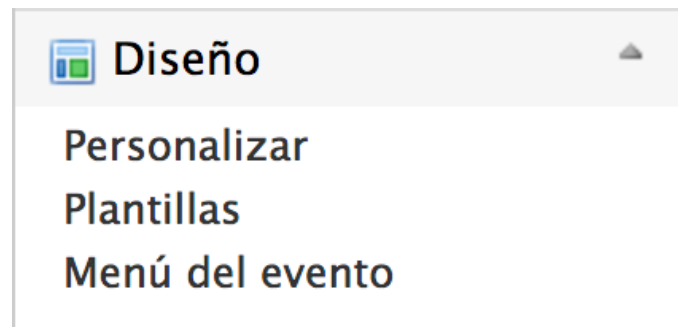 Diseño
Personalizar
Plantillas
Menú del evento